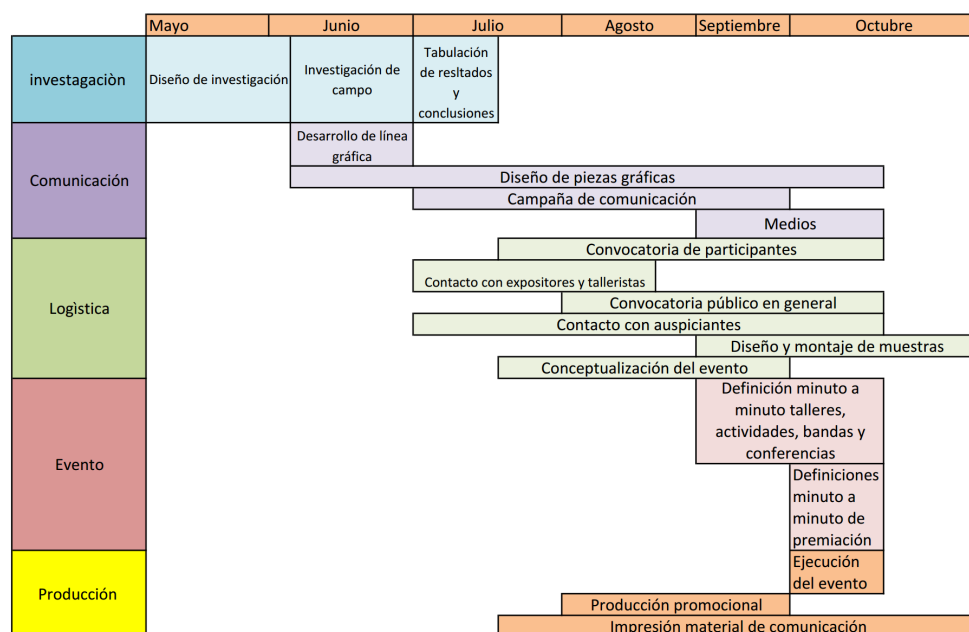 Mayo Junio Julio Agosto Septiembre Octubre
investagaciòn
Diseño de investigación
Investigación de
campo
Tabulación
de resltados
y
conclusiones
Comunicación
Desarrollo de línea
gráfica
Diseño de piezas gráficas
Campaña de comunicación
Medios
Logìstica
Convocatoria de participantes
Contacto con expositores y talleristas
Convocatoria público en general
Contacto con auspiciantes
Diseño y montaje de muestras
Conceptualización del evento
Evento
Definición minuto a
minuto talleres,
actividades, bandas y
conferencias
Definiciones
minuto a
minuto de
premiación
Producción
Ejecución
del evento
Producción promocional
Impresión material de comunicación